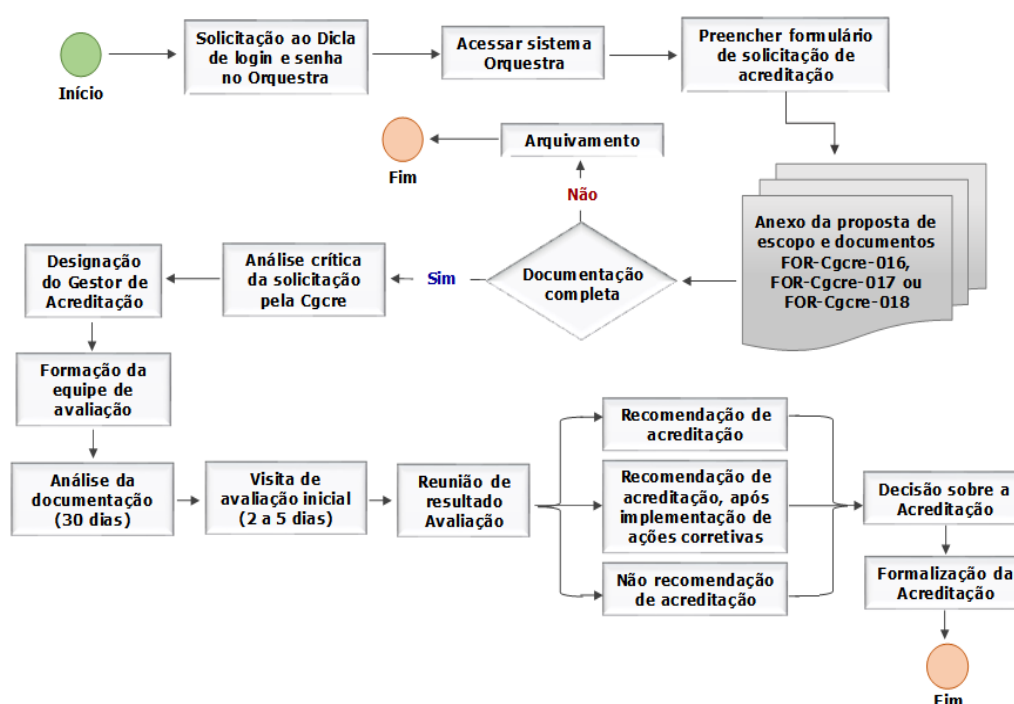 Solicitação ao Dicla
de login e senha
no Orquestra
Acessar sistema
Orquestra
Preencher formulário
de solicitação de
acreditação
Início
Arquivamento
Fim
Não
Anexo da proposta de
escopo e documentos
FOR-Cgcre-016,
FOR-Cgcre-017 ou
FOR-Cgcre-018
Documentação
completa
Sim
Análise crítica
da solicitação
pela Cgcre
Designação
do Gestor de
Acreditação
Formação da
equipe de
avaliação
Análise da
documentação
(30 dias)
Visita de
avaliação inicial
(2 a 5 dias)
Reunião de
resultado
Avaliação
Recomendação de
acreditação
Recomendação de
acreditação, após
implementação de
ações corretivas
Não recomendação
de acreditação
Decisão sobre a
Acreditação
Formalização da
Acreditação
Fim